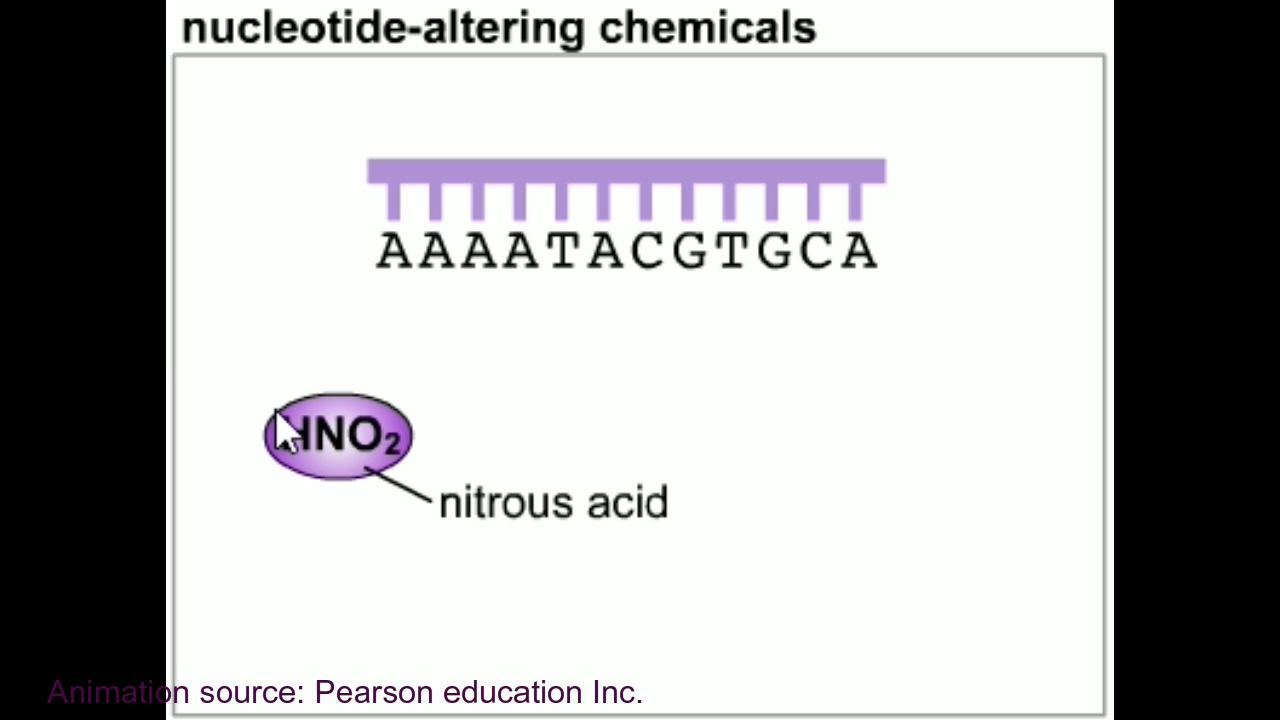 nucleotide-altering chemicals
AAAATACGTGCA
HNO₂
nitrous acid
Animation source: Pearson education Inc.